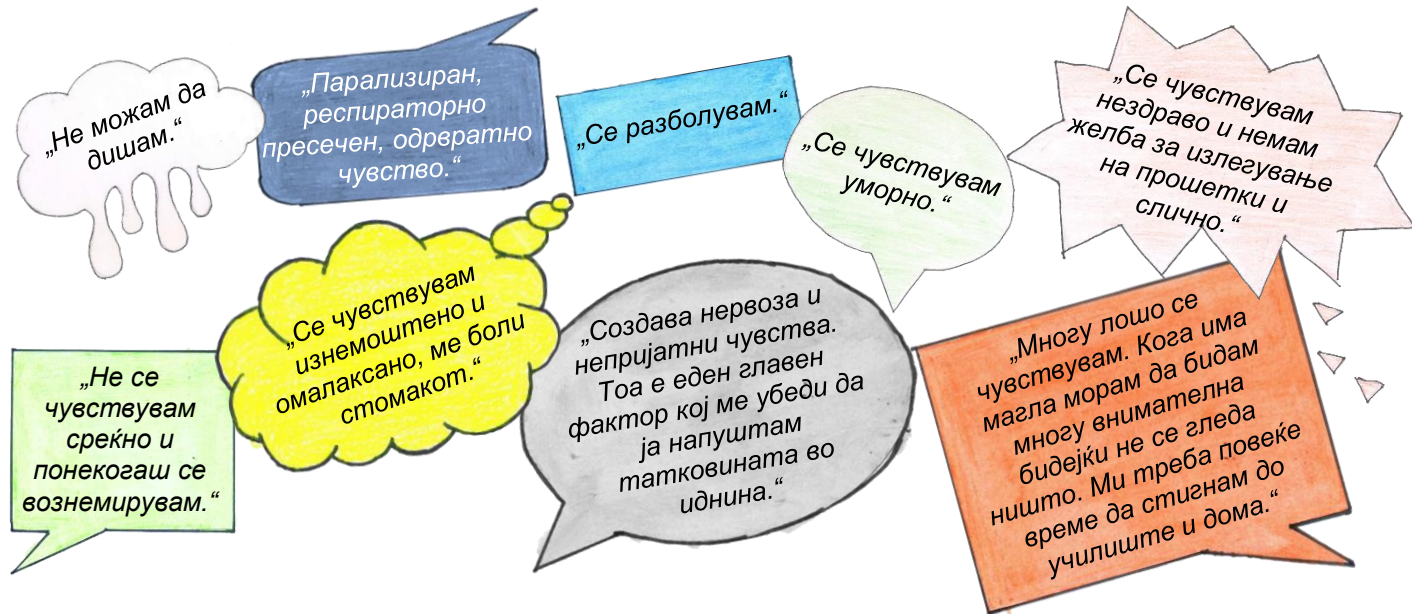 „Не можам да
дишам.“
„Парализиран,
респираторно
пресечен, одрвратно
чувство.“
„Се разболувам.“
„Се чувствувам
уморно.“
„Се чувствувам
нездраво и немам
желба за излегување
на прошетки и
слично.“
„Не се
чувствувам
среќно и
понекогаш се
вознемирувам.“
„Се чувствувам
изнемоштено и
омалаксано, ме боли
стомакот.“
„Создава нервоза и
непријатни чувства.
Тоа е еден главен
фактор кој ме убеди да
ја напуштам
татковината во
иднина.“
„Многу лошо се
чувствувам. Кога има
магла морам да бидам
многу внимателна
бидејќи не се гледа
ништо. Ми треба повеќе
време да стигнам до
училиште и дома.“